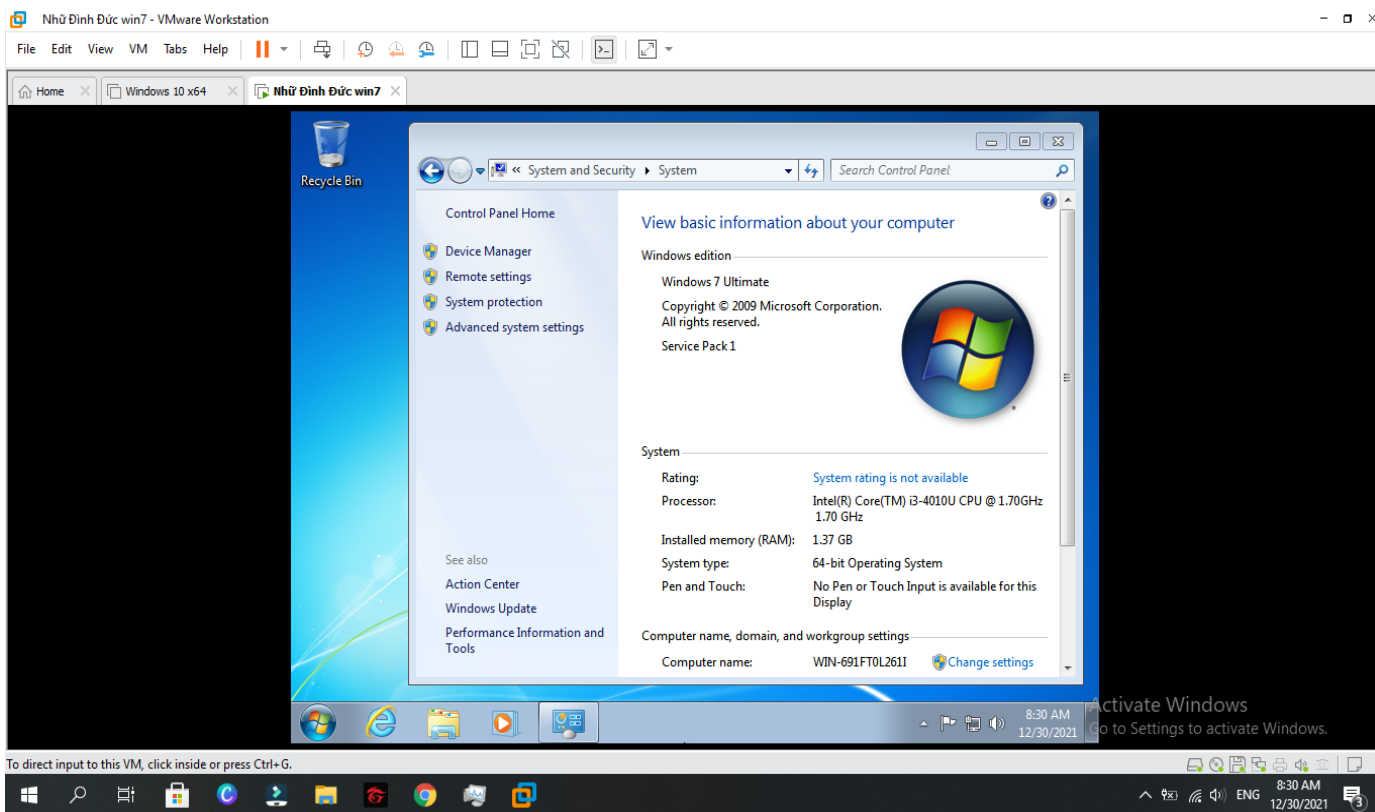 Nhữ Đình Đức win7 - VMware Workstation
File Edit View VM Tabs Help
Home
Windows 10 x64
Nhữ Đình Đức win7
Recycle Bin
« System and Security System
Search Control Panel
Control Panel Home
Device Manager
Remote settings
System protection
Advanced system settings
See also
Action Center
Windows Update
Performance Information and
Tools
View basic information about your computer
Windows edition
Windows 7 Ultimate
Copyright © 2009 Microsoft Corporation.
All rights reserved.
Service Pack 1
System
Rating: System rating is not available
Processor: Intel(R) Core(TM) i3-4010U CPU @ 1.70GHz
1.70 GHz
Installed memory (RAM): 1.37 GB
System type: 64-bit Operating System
Pen and Touch: No Pen or Touch Input is available for this
Display
Computer name, domain, and workgroup settings
Computer name: WIN-691FT0L261I Change settings
8:30 AM
12/30/2021
Activate Windows
Go to Settings to activate Windows.
To direct input to this VM, click inside or press Ctrl+G.
ENG
8:30 AM
12/30/2021
3